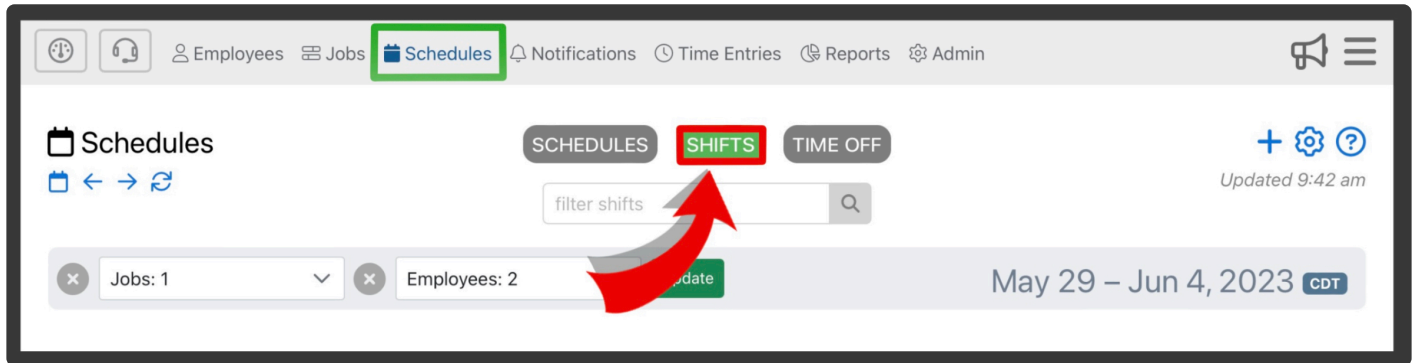 Employees Jobs Schedules Notifications Time Entries Reports Admin
Schedules
SCHEDULES SHIFTS TIME OFF
Updated 9:42 am
filter shifts
Jobs: 1 Employees: 2
May 29 – Jun 4, 2023 CDT